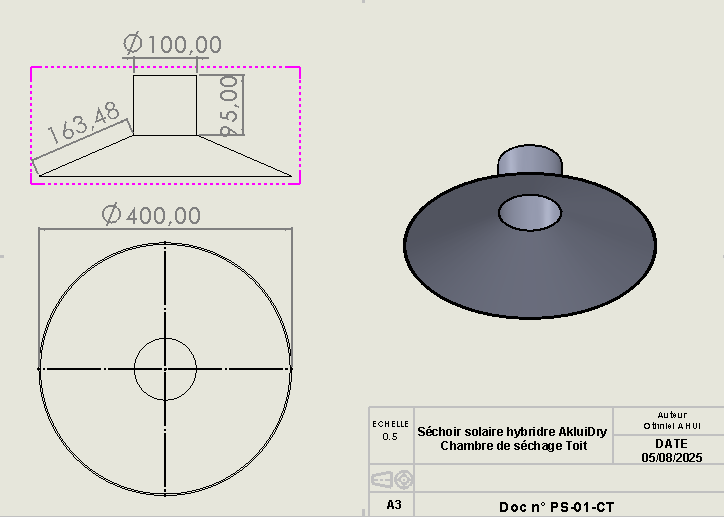 Ø100,00
163,48
95,00
Ø400,00
ECHELLE
0.5
Séchoir solaire hybridre AkluiDry
Chambre de séchage Toit
Auteur
Othniel AHUI
DATE
05/08/2025
A3
Doc n° PS-01-CT